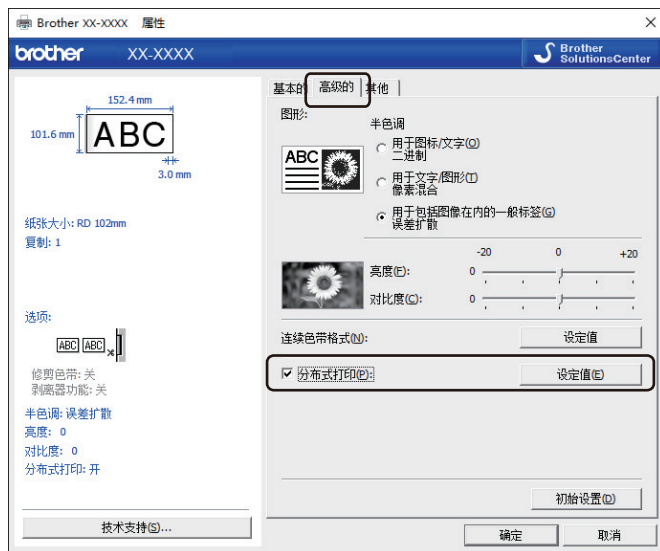 Brother XX-XXXX 属性
brother XX-XXXX
Brother
SolutionsCenter
152.4 mm
101.6 mm
ABC
3.0 mm
纸张大小: RD 102mm
复制: 1
选项:
ABC ABC
修剪色带: 关
剥离器功能: 关
半色调: 误差扩散
亮度: 0
对比度: 0
分布式打印: 开
技术支持(S)...
基本的 高级的 其他
图形:
ABC
半色调
用于图标/文字(O)
二进制
用于文字/图形(T)
像素混合
用于包括图像在内的一般标签(G)
误差扩散
-20 0 +20
亮度(F): 0
对比度(C): 0
连续色带格式(N): 设定值
分布式打印(P): 设定值(E)
初始设置(D)
确定 取消